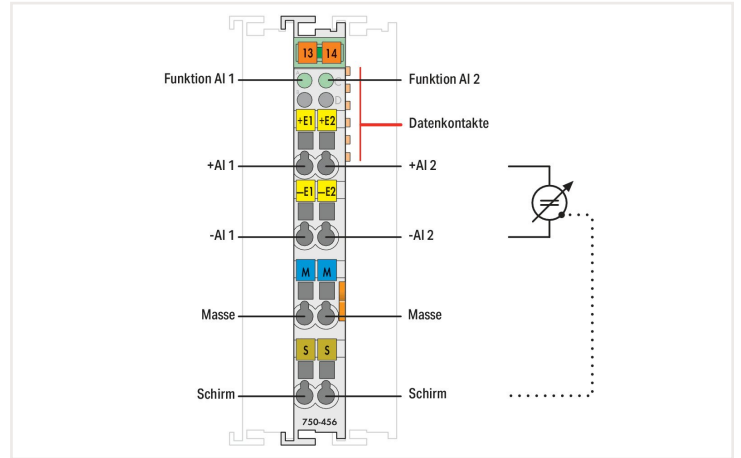 13 14
Funktion AI 1
Funktion AI 2
C
D
Datenkontakte
+E1 +E2
+AI 1
+AI 2
–E1 –E2
-AI 1
-AI 2
M M
Masse
Masse
S S
Schirm
Schirm
750-456